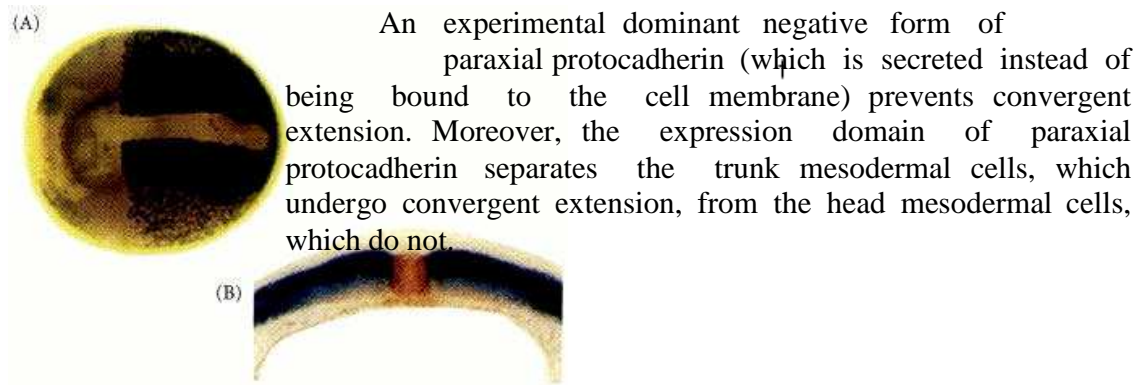 (A)
An experimental dominant negative form of
paraxial protocadherin (which is secreted instead of
being bound to the cell membrane) prevents convergent
extension. Moreover, the expression domain of paraxial
protocadherin separates the trunk mesodermal cells, which
undergo convergent extension, from the head mesodermal cells,
which do not.
(B)